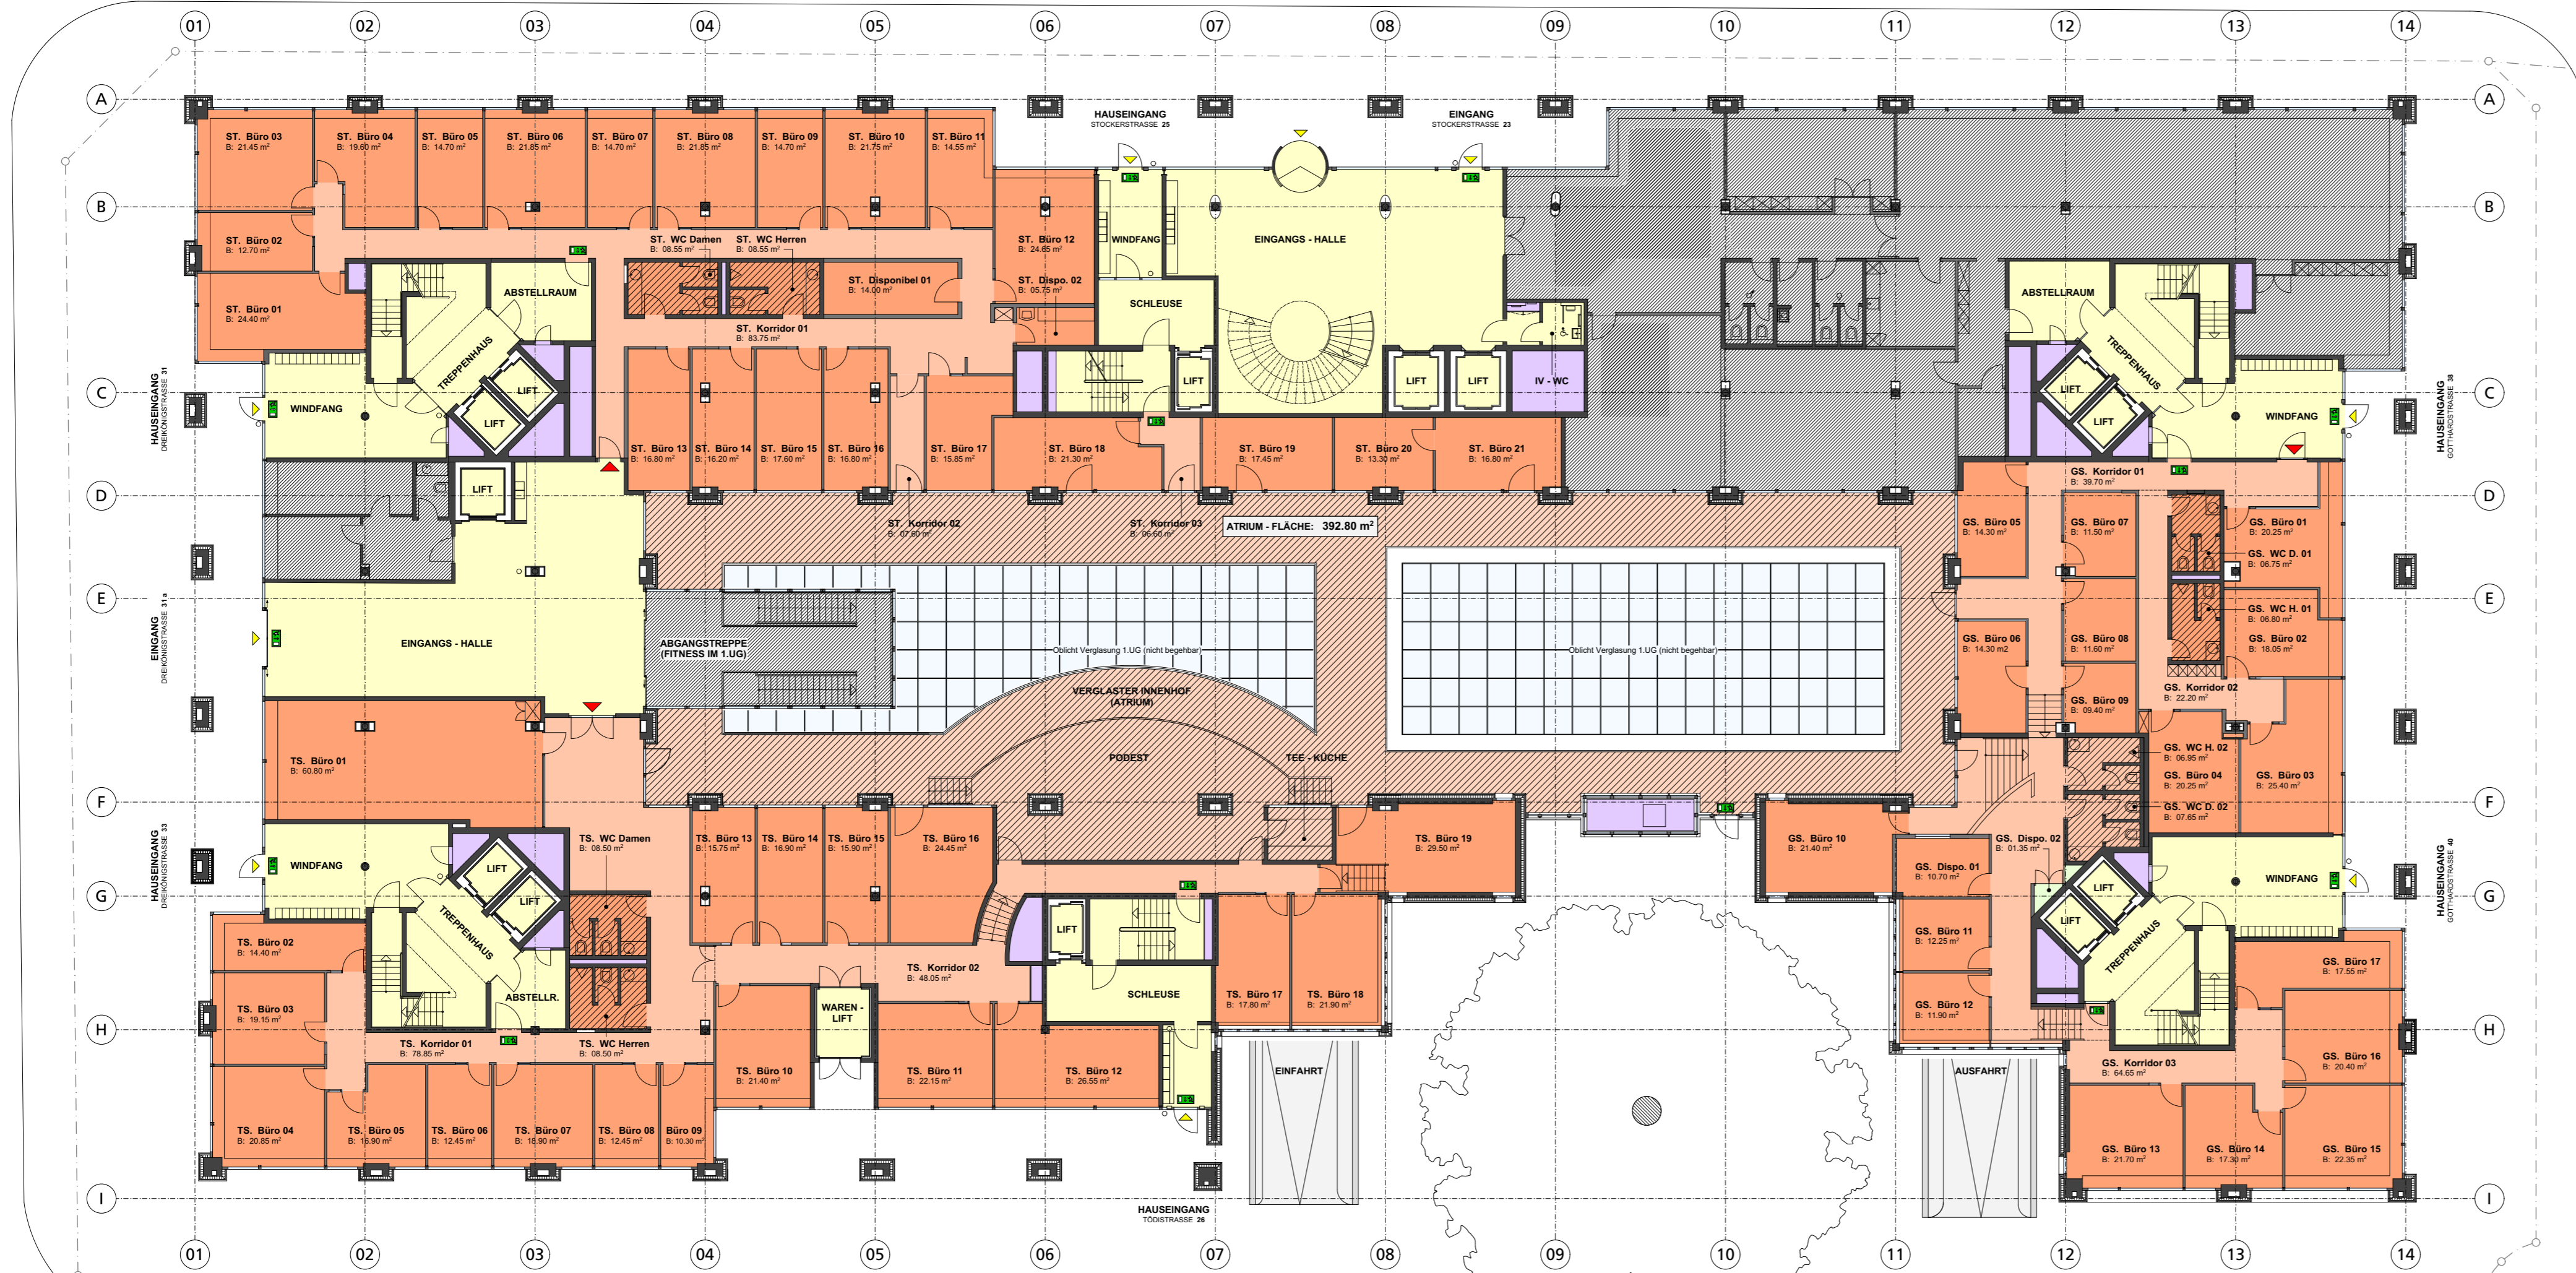 01 02 03 04 05 06 07 08 09 10 11 12 13 14
A A
HAUSEINGANG
STOCKERSTRASSE 25
EINGANG
STOCKERSTRASSE 23
ST. Büro 03
B: 21.45 m²
ST. Büro 04
B: 19.60 m²
ST. Büro 05
B: 14.70 m²
ST. Büro 06
B: 21.85 m²
ST. Büro 07
B: 14.70 m²
ST. Büro 08
B: 21.85 m²
ST. Büro 09
B: 14.70 m²
ST. Büro 10
B: 21.75 m²
ST. Büro 11
B: 14.55 m²
B B
ST. Büro 02
B: 12.70 m²
ST. WC Damen
B: 08.55 m²
ST. WC Herren
B: 08.55 m²
ST. Büro 12
B: 24.65 m²
WINDFANG
EINGANGS - HALLE
ST. Büro 01
B: 24.40 m²
ABSTELLRAUM
ST. Disponibel 01
B: 14.00 m²
ST. Dispo. 02
B: 05.75 m²
SCHLEUSE
ABSTELLRAUM
ST. Korridor 01
B: 83.75 m²
TREPPENHAUS
LIFT
LIFT
LIFT
LIFT
LIFT
IV - WC
TREPPENHAUS
LIFT
LIFT
C C
HAUSEINGANG
DREIKÖNIGSTRASSE 31
WINDFANG
WINDFANG
HAUSEINGANG
GOTTHARDSTRASSE 38
ST. Büro 13
B: 16.80 m²
ST. Büro 14
B: 16.20 m²
ST. Büro 15
B: 17.60 m²
ST. Büro 16
B: 16.80 m²
ST. Büro 17
B: 15.85 m²
ST. Büro 18
B: 21.30 m²
ST. Büro 19
B: 17.45 m²
ST. Büro 20
B: 13.30 m²
ST. Büro 21
B: 16.80 m²
LIFT
GS. Korridor 01
B: 39.70 m²
D D
ST. Korridor 02
B: 07.60 m²
ST. Korridor 03
B: 06.60 m²
ATRIUM - FLÄCHE: 392.80 m²
GS. Büro 05
B: 14.30 m²
GS. Büro 07
B: 11.50 m²
GS. Büro 01
B: 20.25 m²
GS. WC D. 01
B: 06.75 m²
E E
EINGANG
DREIKÖNIGSTRASSE 31a
EINGANGS - HALLE
ABGANGSTREPPE
(FITNESS IM 1.UG)
Oblicht Verglasung 1.UG (nicht begehbar)
Oblicht Verglasung 1.UG (nicht begehbar)
GS. WC H. 01
B: 06.80 m²
GS. Büro 06
B: 14.30 m2
GS. Büro 08
B: 11.60 m²
GS. Büro 02
B: 18.05 m²
VERGLASTER INNENHOF
(ATRIUM)
GS. Korridor 02
B: 22.20 m²
GS. Büro 09
B: 09.40 m²
TS. Büro 01
B: 60.80 m²
PODEST
TEE - KÜCHE
GS. WC H. 02
B: 06.95 m²
GS. Büro 04
B: 20.25 m²
GS. Büro 03
B: 25.40 m²
GS. WC D. 02
B: 07.65 m²
F F
HAUSEINGANG
DREIKÖNIGSTRASSE 33
WINDFANG
LIFT
LIFT
TS. WC Damen
B: 08.50 m²
TS. Büro 13
B: 15.75 m²
TS. Büro 14
B: 16.90 m²
TS. Büro 15
B: 15.90 m²
TS. Büro 16
B: 24.45 m²
TS. Büro 19
B: 29.50 m²
GS. Büro 10
B: 21.40 m²
GS. Dispo. 02
B: 01.35 m²
GS. Dispo. 01
B: 10.70 m²
LIFT
LIFT
WINDFANG
HAUSEINGANG
GOTTHARDSTRASSE 40
G G
TREPPENHAUS
LIFT
GS. Büro 11
B: 12.25 m²
TREPPENHAUS
TS. Büro 02
B: 14.40 m²
GS. Büro 17
B: 17.55 m²
TS. Korridor 02
B: 48.05 m²
TS. Büro 03
B: 19.15 m²
ABSTELLR.
WAREN -
LIFT
SCHLEUSE
TS. Büro 17
B: 17.80 m²
TS. Büro 18
B: 21.90 m²
GS. Büro 12
B: 11.90 m²
H H
TS. Korridor 01
B: 78.85 m²
TS. WC Herren
B: 08.50 m²
TS. Büro 10
B: 21.40 m²
TS. Büro 11
B: 22.15 m²
TS. Büro 12
B: 26.55 m²
EINFAHRT
AUSFAHRT
GS. Korridor 03
B: 64.65 m²
GS. Büro 16
B: 20.40 m²
TS. Büro 04
B: 20.85 m²
TS. Büro 05
B: 16.90 m²
TS. Büro 06
B: 12.45 m²
TS. Büro 07
B: 18.90 m²
TS. Büro 08
B: 12.45 m²
Büro 09
B: 10.30 m²
GS. Büro 13
B: 21.70 m²
GS. Büro 14
B: 17.30 m²
GS. Büro 15
B: 22.35 m²
I I
HAUSEINGANG
TÖDISTRASSE 26
01 02 03 04 05 06 07 08 09 10 11 12 13 14